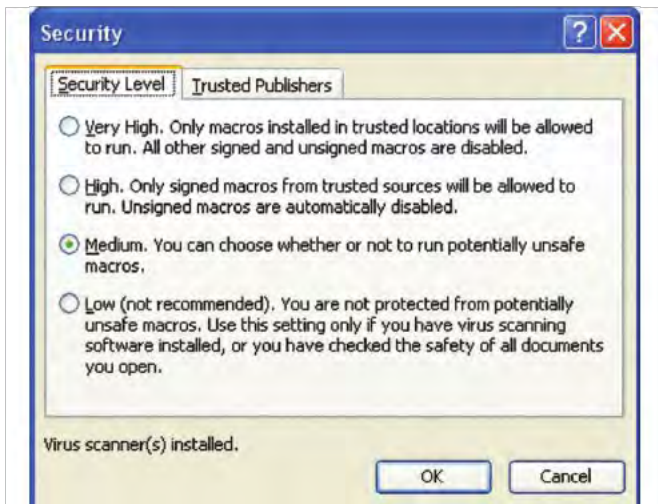 Security
?
Security Level Trusted Publishers
Very High. Only macros installed in trusted locations will be allowed
to run. All other signed and unsigned macros are disabled.
High. Only signed macros from trusted sources will be allowed to
run. Unsigned macros are automatically disabled.
Medium. You can choose whether or not to run potentially unsafe
macros.
Low (not recommended). You are not protected from potentially
unsafe macros. Use this setting only if you have virus scanning
software installed, or you have checked the safety of all documents
you open.
Virus scanner(s) installed.
OK Cancel